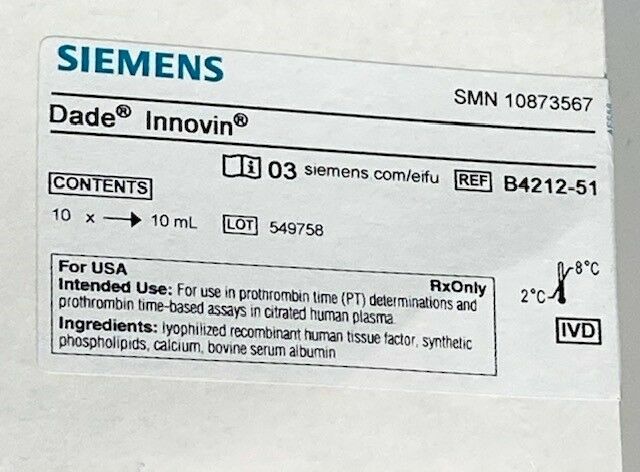 SIEMENS
SMN 10873567
Dade® Innovin®
03 siemens.com/eifu REF B4212-51
CONTENTS
10 x → 10 mL LOT 549758
For USA RxOnly
Intended Use: For use in prothrombin time (PT) determinations and
prothrombin time-based assays in citrated human plasma.
Ingredients: lyophilized recombinant human tissue factor, synthetic
phospholipids, calcium, bovine serum albumin
8°C
2°C
IVD